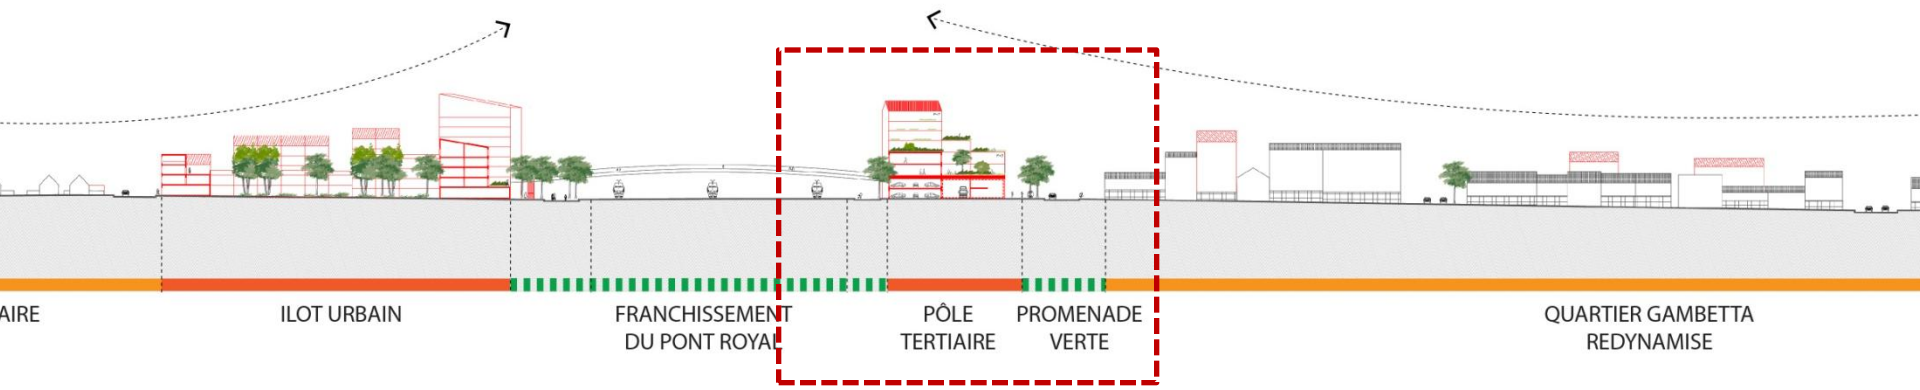 AIRE
ILOT URBAIN
FRANCHISSEMENT
DU PONT ROYAL
PÔLE
TERTIAIRE
PROMENADE
VERTE
QUARTIER GAMBETTA
REDYNAMISE